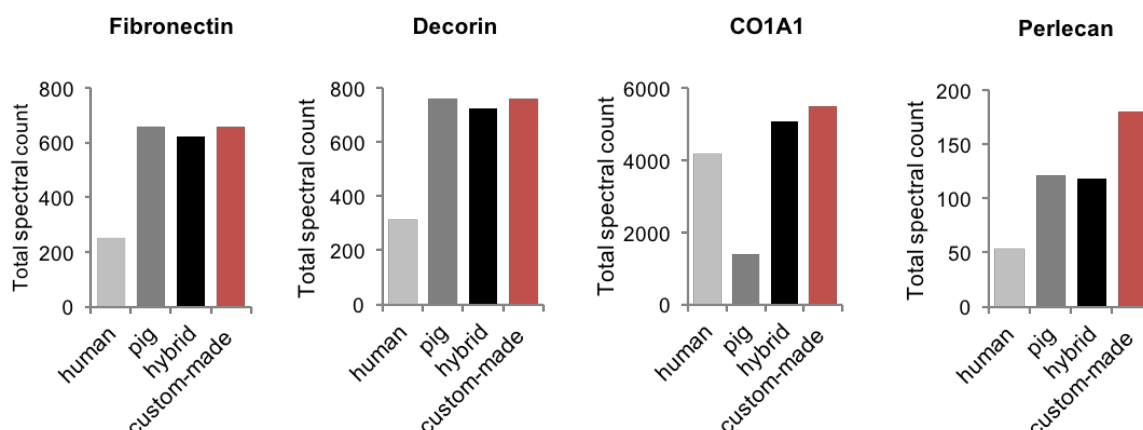 Fibronectin
Total spectral count
800
600
400
200
0
human
pig
hybrid
custom-made
Decorin
Total spectral count
800
600
400
200
0
human
pig
hybrid
custom-made
CO1A1
Total spectral count
6000
4000
2000
0
human
pig
hybrid
custom-made
Perlecan
Total spectral count
200
150
100
50
0
human
pig
hybrid
custom-made